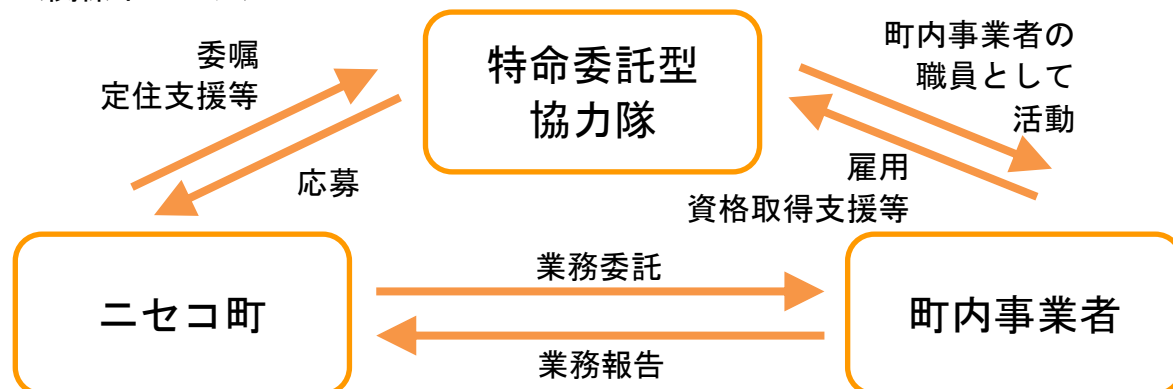 委嘱
定住支援等
特命委託型
協力隊
町内事業者の
職員として
活動
応募
雇用
資格取得支援等
ニセコ町
業務委託
業務報告
町内事業者